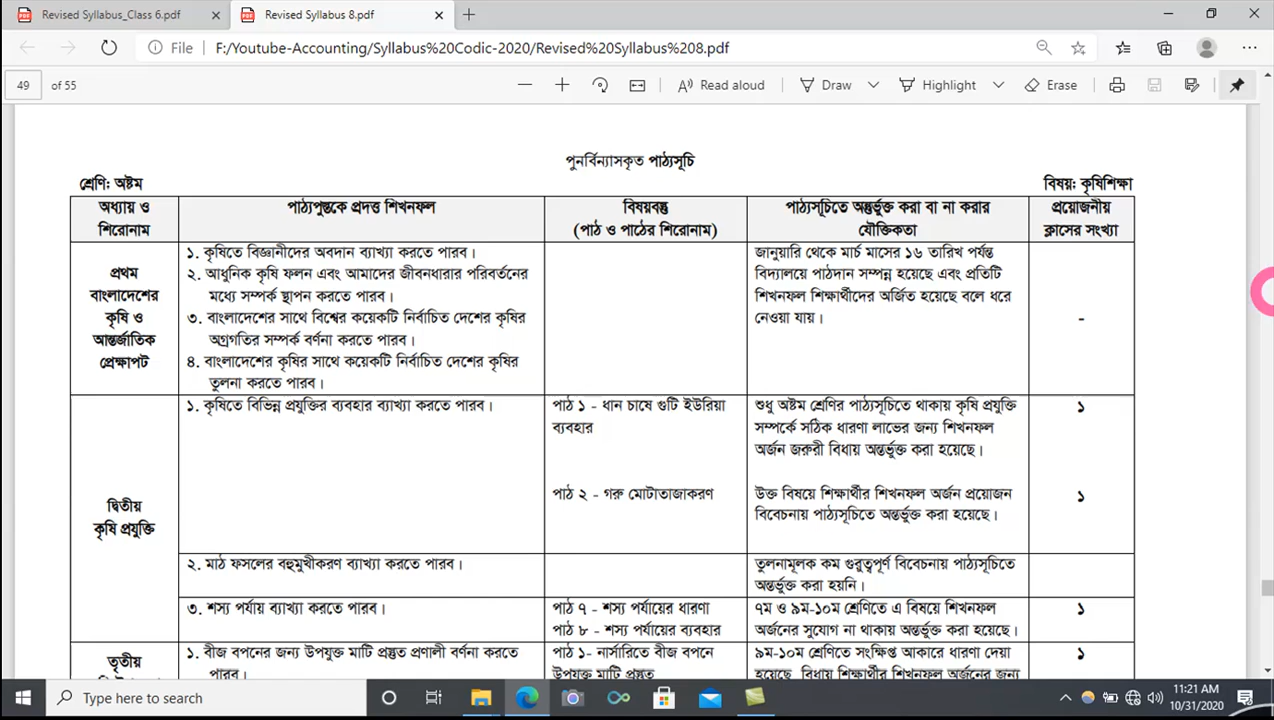 Revised Syllabus_Class 6.pdf
Revised Syllabus 8.pdf
File F:/Youtube-Accounting/Syllabus%20Codic-2020/Revised%20Syllabus%208.pdf
49 of 55
Read aloud
Draw
Highlight
Erase
পুনর্বিন্যাসকৃত পাঠ্যসূচি
শ্রেণি: অষ্টম
বিষয়: কৃষিশিক্ষা
অধ্যায় ও
শিরোনাম
পাঠ্যপুস্তকে প্রদত্ত শিখনফল
বিষয়বস্তু
(পাঠ ও পাঠের শিরোনাম)
পাঠ্যসূচিতে অন্তর্ভুক্ত করা বা না করার
যৌক্তিকতা
প্রয়োজনীয়
ক্লাসের সংখ্যা
প্রথম
বাংলাদেশের
কৃষি ও
আন্তর্জাতিক
প্রেক্ষাপট
১. কৃষিতে বিজ্ঞানীদের অবদান ব্যাখ্যা করতে পারব।
২. আধুনিক কৃষি ফলন এবং আমাদের জীবনধারার পরিবর্তনের
মধ্যে সম্পর্ক স্থাপন করতে পারব।
৩. বাংলাদেশের সাথে বিশ্বের কয়েকটি নির্বাচিত দেশের কৃষির
অগ্রগতির সম্পর্ক বর্ণনা করতে পারব।
৪. বাংলাদেশের কৃষির সাথে কয়েকটি নির্বাচিত দেশের কৃষির
তুলনা করতে পারব।
জানুয়ারি থেকে মার্চ মাসের ১৬ তারিখ পর্যন্ত
বিদ্যালয়ে পাঠদান সম্পন্ন হয়েছে এবং প্রতিটি
শিখনফল শিক্ষার্থীদের অর্জিত হয়েছে বলে ধরে
নেওয়া যায়।
-
দ্বিতীয়
কৃষি প্রযুক্তি
১. কৃষিতে বিভিন্ন প্রযুক্তির ব্যবহার ব্যাখ্যা করতে পারব।
পাঠ ১ - ধান চাষে গুটি ইউরিয়া
ব্যবহার
শুধু অষ্টম শ্রেণির পাঠ্যসূচিতে থাকায় কৃষি প্রযুক্তি
সম্পর্কে সঠিক ধারণা লাভের জন্য শিখনফল
অর্জন জরুরী বিধায় অন্তর্ভুক্ত করা হয়েছে।
১
পাঠ ২ - গরু মোটাতাজাকরণ
উক্ত বিষয়ে শিক্ষার্থীর শিখনফল অর্জন প্রয়োজন
বিবেচনায় পাঠ্যসূচিতে অন্তর্ভুক্ত করা হয়েছে।
১
২. মাঠ ফসলের বহুমুখীকরণ ব্যাখ্যা করতে পারব।
তুলনামূলক কম গুরুত্বপূর্ণ বিবেচনায় পাঠ্যসূচিতে
অন্তর্ভুক্ত করা হয়নি।
৩. শস্য পর্যায় ব্যাখ্যা করতে পারব।
পাঠ ৭ - শস্য পর্যায়ের ধারণা
পাঠ ৮ - শস্য পর্যায়ের ব্যবহার
৭ম ও ৯ম-১০ম শ্রেণিতে এ বিষয়ে শিখনফল
অর্জনের সুযোগ না থাকায় অন্তর্ভুক্ত করা হয়েছে।
১
তৃতীয়
১. বীজ বপনের জন্য উপযুক্ত মাটি প্রস্তুত প্রণালী বর্ণনা করতে
পারব।
পাঠ ১- নার্সারিতে বীজ বপনে
উপযুক্ত মাটি প্রস্তুত
৯ম-১০ম শ্রেণিতে সংক্ষিপ্ত আকারে ধারণা দেয়া
হয়েছে বিধায় শিক্ষার্থীর শিখনফল অর্জনের জন্য
১
Type here to search
11:21 AM
10/31/2020